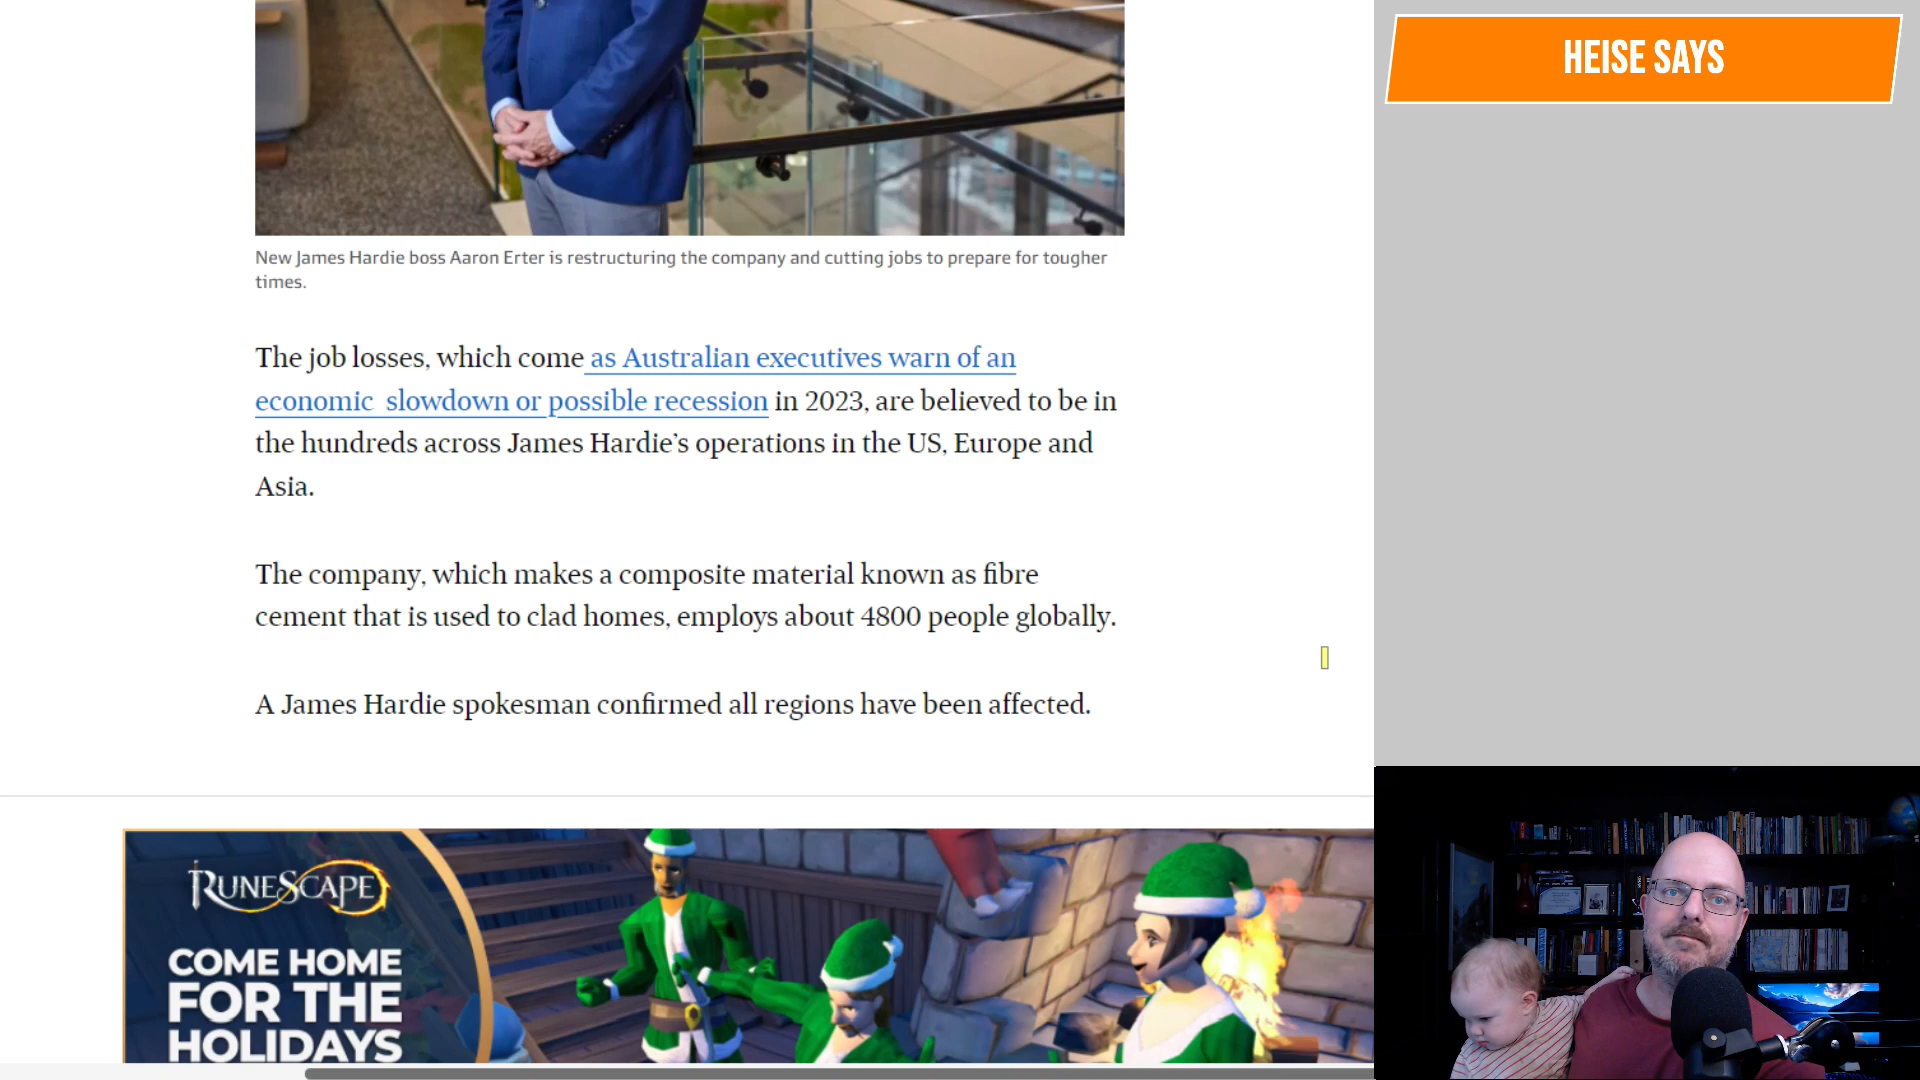 HEISE SAYS
New James Hardie boss Aaron Erter is restructuring the company and cutting jobs to prepare for tougher
times.
The job losses, which come as Australian executives warn of an
economic slowdown or possible recession in 2023, are believed to be in
the hundreds across James Hardie’s operations in the US, Europe and
Asia.
The company, which makes a composite material known as fibre
cement that is used to clad homes, employs about 4800 people globally.
A James Hardie spokesman confirmed all regions have been affected.
RUNESCAPE
COME HOME
FOR THE
HOLIDAYS